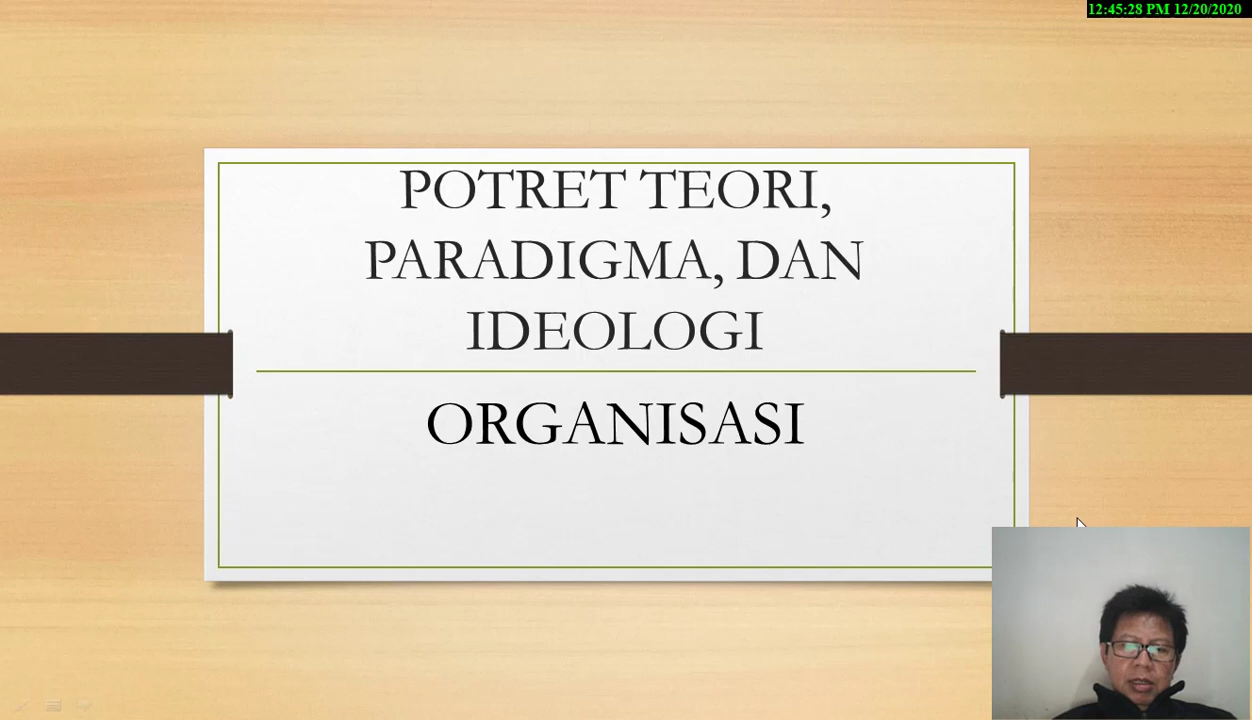 12:45:28 PM 12/20/2020
POTRET TEORI,
PARADIGMA, DAN
IDEOLOGI
ORGANISASI